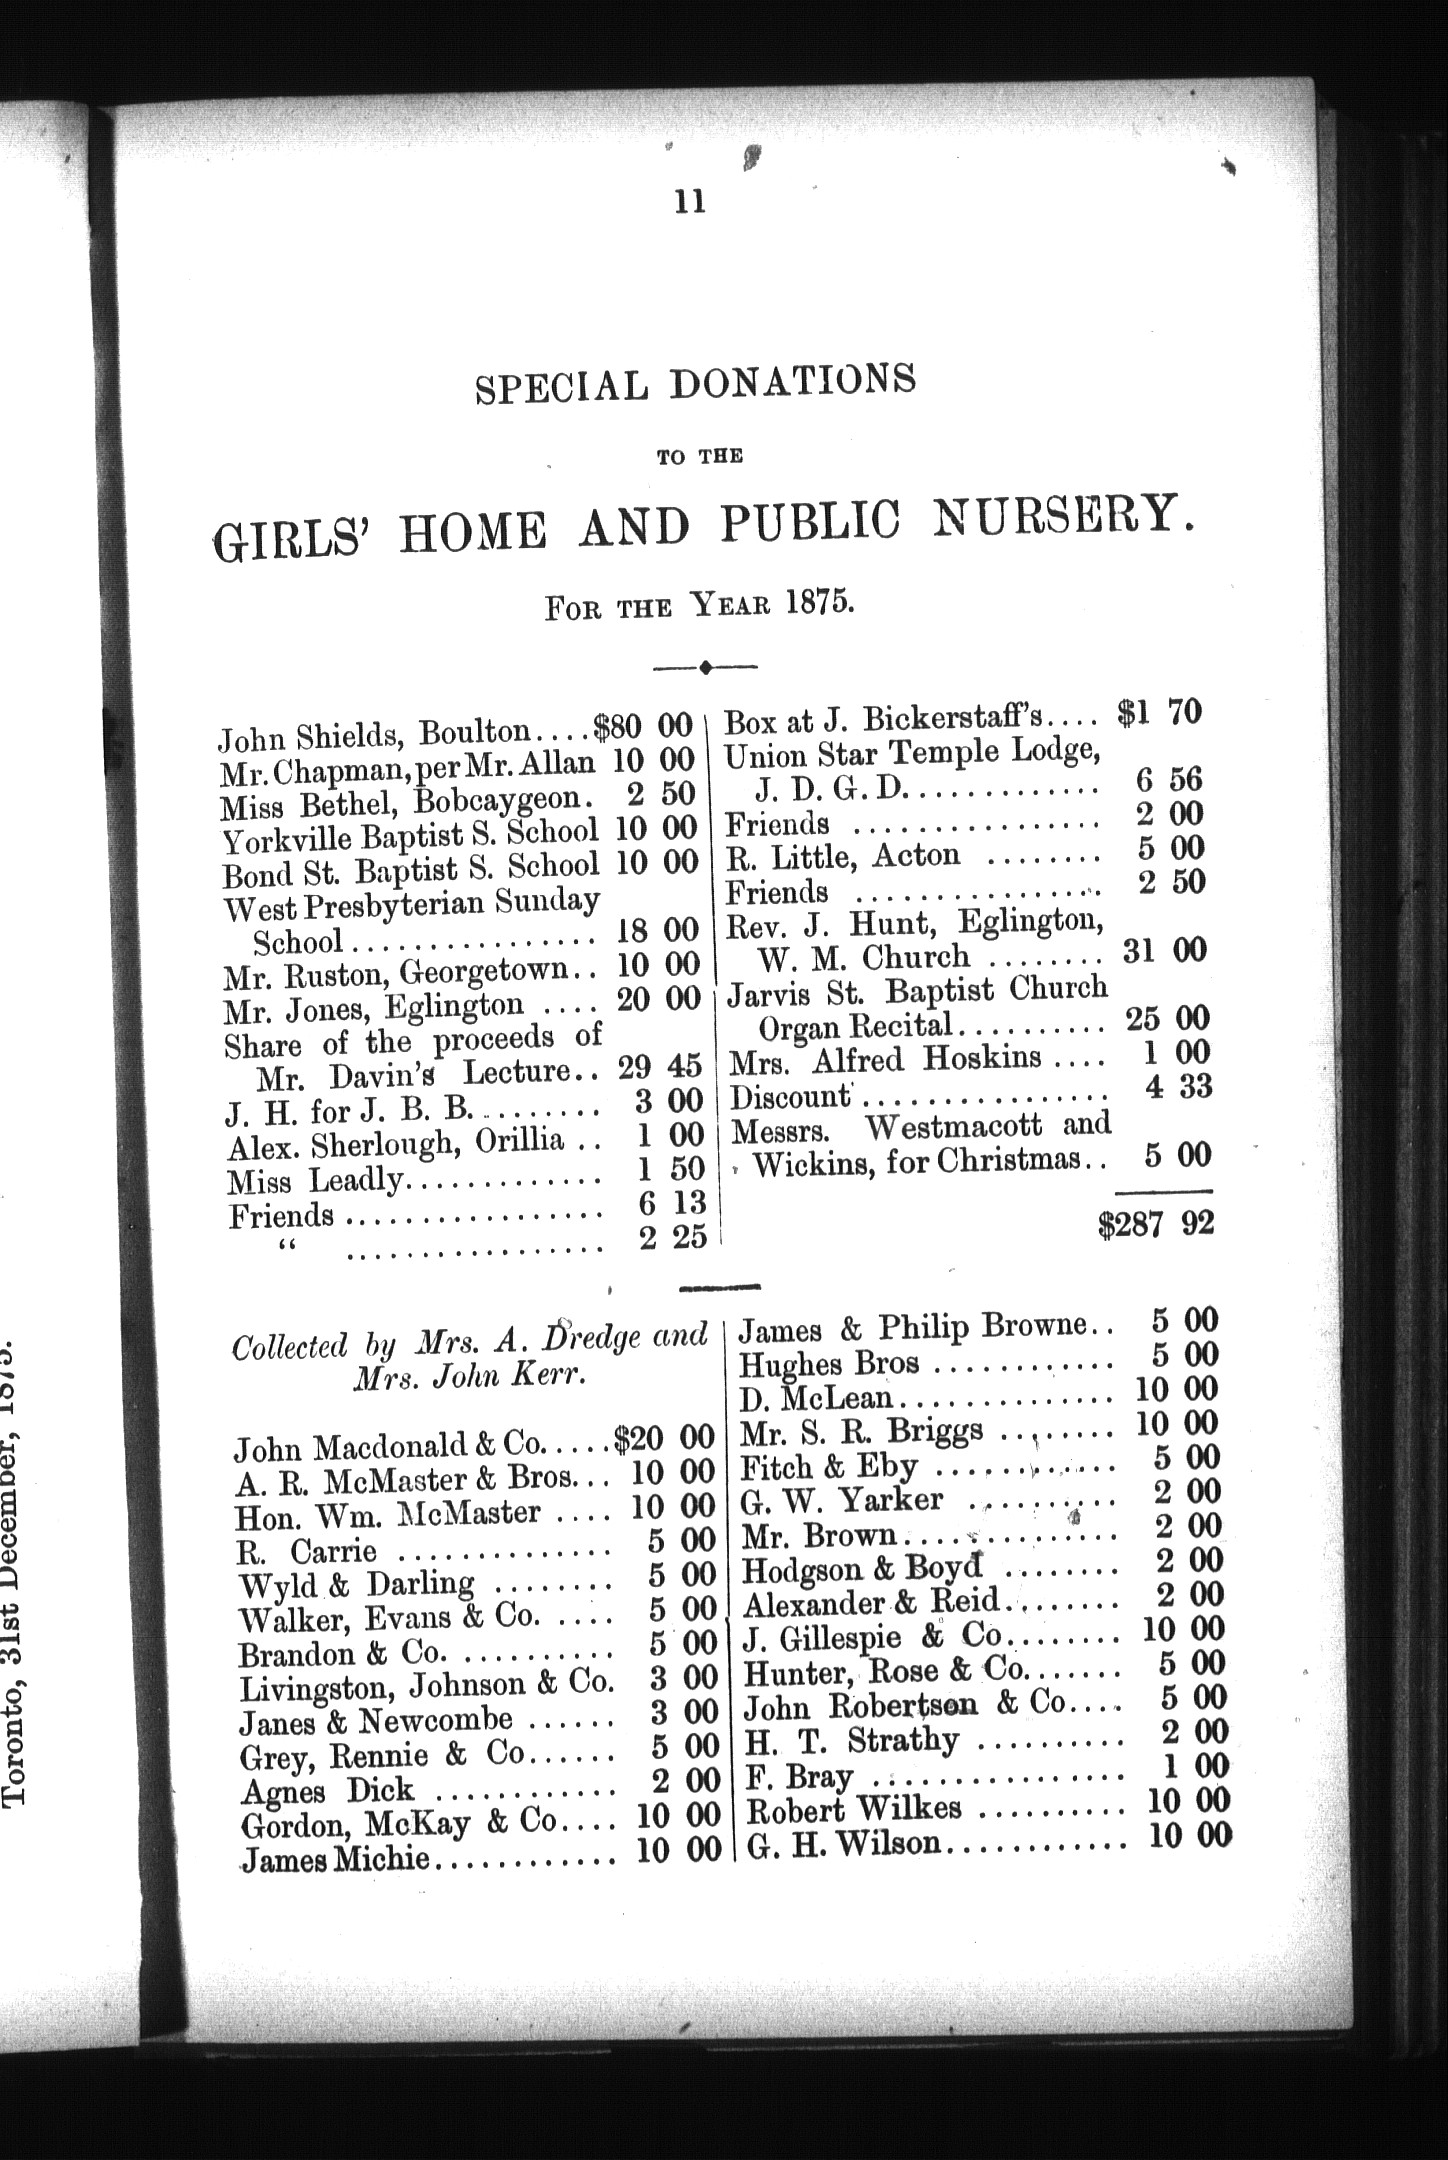 11
SPECIAL DONATIONS
TO THE
GIRLS' HOME AND PUBLIC NURSERY.
FOR THE YEAR 1875.
John Shields, Boulton....$80 00
Mr. Chapman, per Mr. Allan 10 00
Miss Bethel, Bobcaygeon. 2 50
Yorkville Baptist S. School 10 00
Bond St. Baptist S. School 10 00
West Presbyterian Sunday
School................ 18 00
Mr. Ruston, Georgetown.. 10 00
Mr. Jones, Eglington .... 20 00
Share of the proceeds of
Mr. Davin's Lecture.. 29 45
J. H. for J. B. B. ........ 3 00
Alex. Sherlough, Orillia .. 1 00
Miss Leadly............. 1 50
Friends ................. 6 13
“ ................. 2 25
Box at J. Bickerstaff's.... $1 70
Union Star Temple Lodge,
J. D. G. D............. 6 56
Friends ................ 2 00
R. Little, Acton ........ 5 00
Friends ................ 2 50
Rev. J. Hunt, Eglington,
W. M. Church ........ 31 00
Jarvis St. Baptist Church
Organ Recital.......... 25 00
Mrs. Alfred Hoskins .... 1 00
Discount ................ 4 33
Messrs. Westmacott and
Wickins, for Christmas.. 5 00
$287 92
Collected by Mrs. A. Dredge and
Mrs. John Kerr.
John Macdonald & Co.....$20 00
A. R. McMaster & Bros... 10 00
Hon. Wm. McMaster .... 10 00
R. Carrie .............. 5 00
Wyld & Darling ........ 5 00
Walker, Evans & Co. .... 5 00
Brandon & Co. .......... 5 00
Livingston, Johnson & Co. 3 00
Janes & Newcombe ...... 3 00
Grey, Rennie & Co...... 5 00
Agnes Dick ............ 2 00
Gordon, McKay & Co.... 10 00
James Michie............ 10 00
James & Philip Browne.. 5 00
Hughes Bros ............ 5 00
D. McLean.............. 10 00
Mr. S. R. Briggs ........ 10 00
Fitch & Eby ............ 5 00
G. W. Yarker .......... 2 00
Mr. Brown.............. 2 00
Hodgson & Boyd ........ 2 00
Alexander & Reid........ 2 00
J. Gillespie & Co........ 10 00
Hunter, Rose & Co....... 5 00
John Robertson & Co.... 5 00
H. T. Strathy .......... 2 00
F. Bray ................ 1 00
Robert Wilkes .......... 10 00
G. H. Wilson............ 10 00
Toronto, 31st December, 1875.